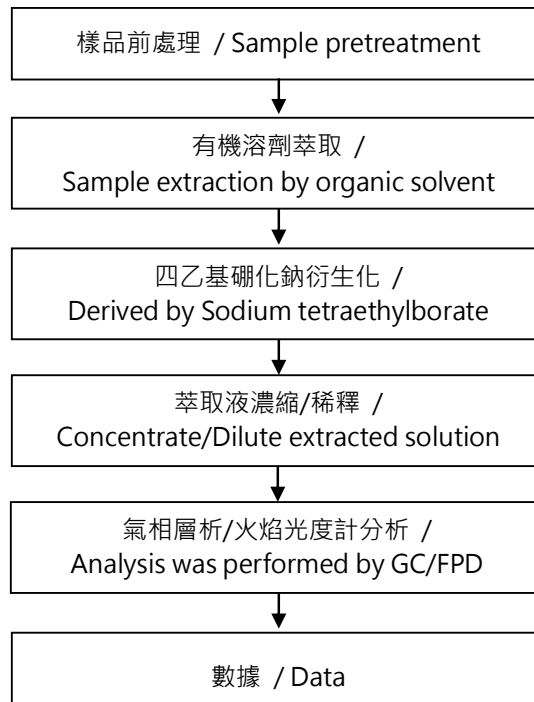 樣品前處理 / Sample pretreatment
有機溶劑萃取 /
Sample extraction by organic solvent
四乙基硼化鈉衍生化 /
Derived by Sodium tetraethylborate
萃取液濃縮/稀釋 /
Concentrate/Dilute extracted solution
氣相層析/火焰光度計分析 /
Analysis was performed by GC/FPD
數據 / Data